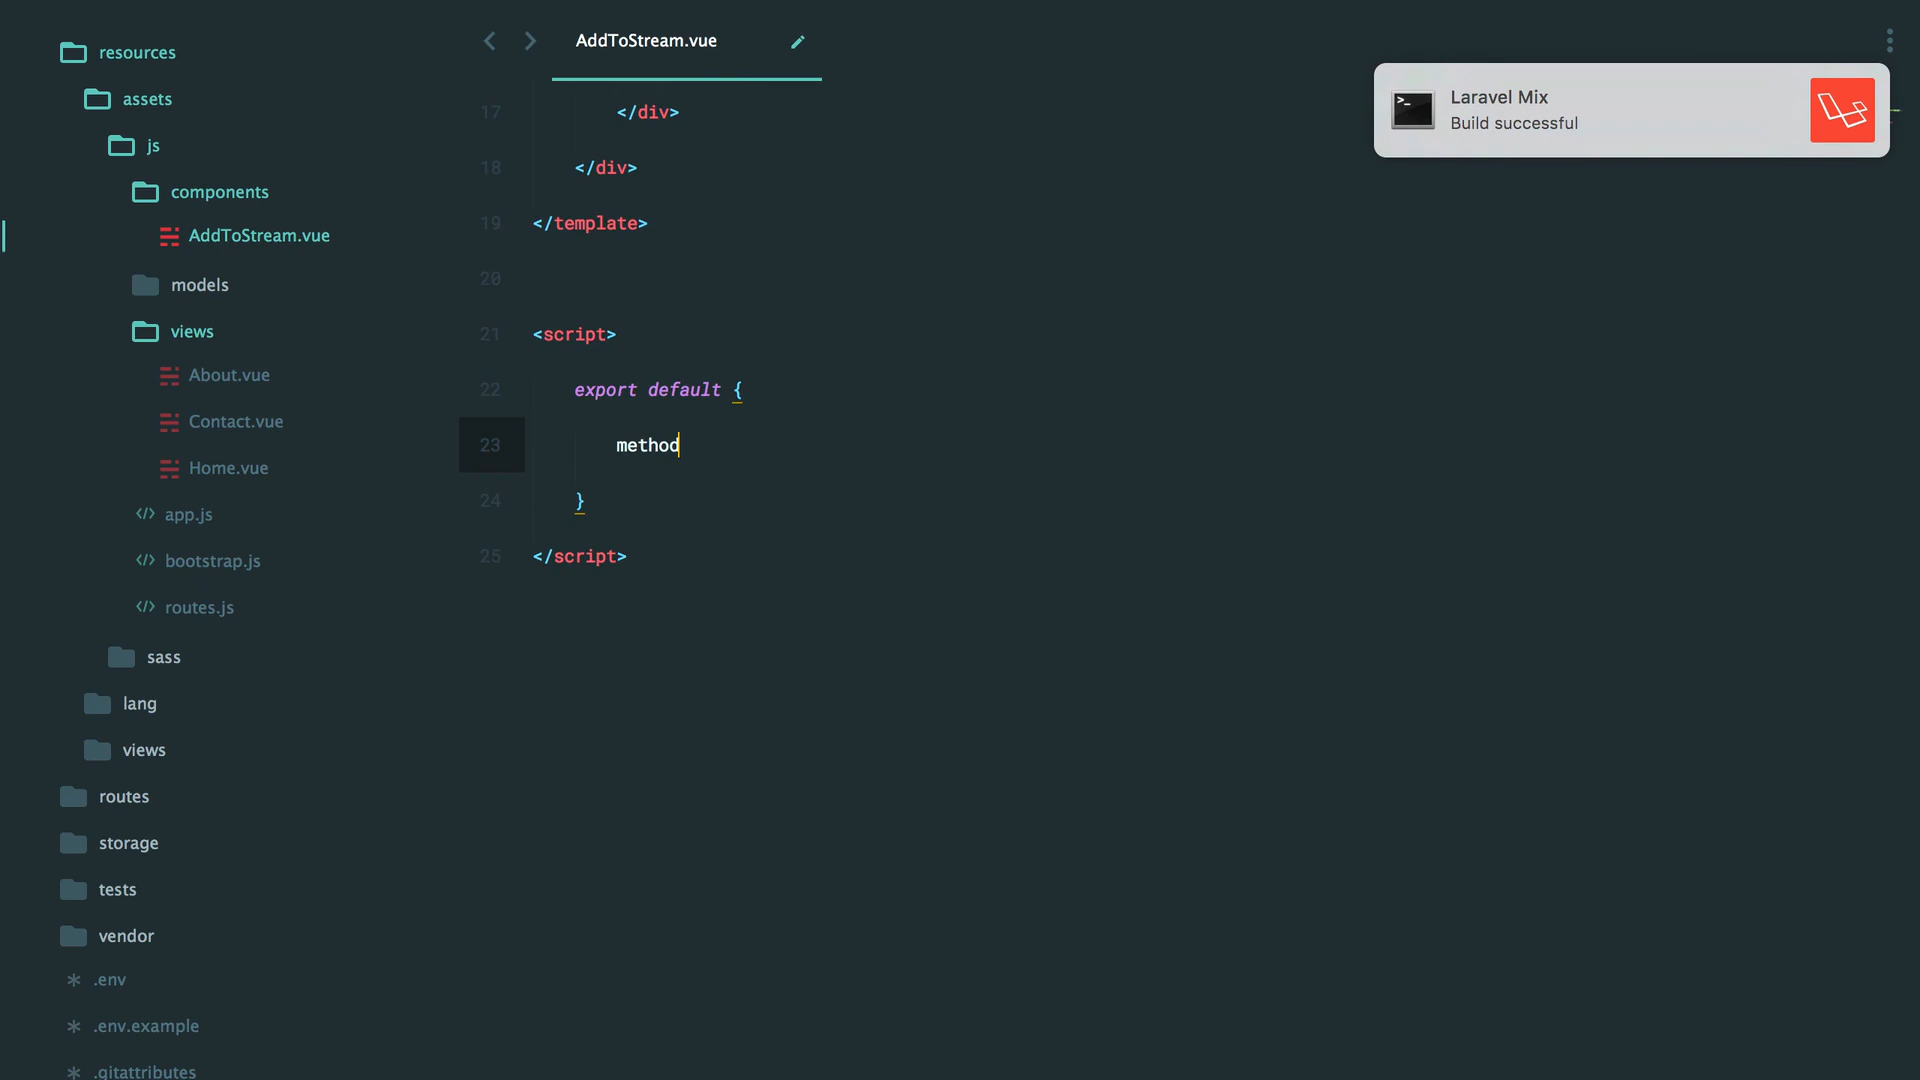 resources
assets
js
components
AddToStream.vue
models
views
About.vue
Contact.vue
Home.vue
</> app.js
</> bootstrap.js
</> routes.js
sass
lang
views
routes
storage
tests
vendor
* .env
* .env.example
* .gitattributes
AddToStream.vue
17 </div>
18 </div>
19 </template>
20
21 <script>
22 export default {
23 method
24 }
25 </script>
>_
Laravel Mix
Build successful